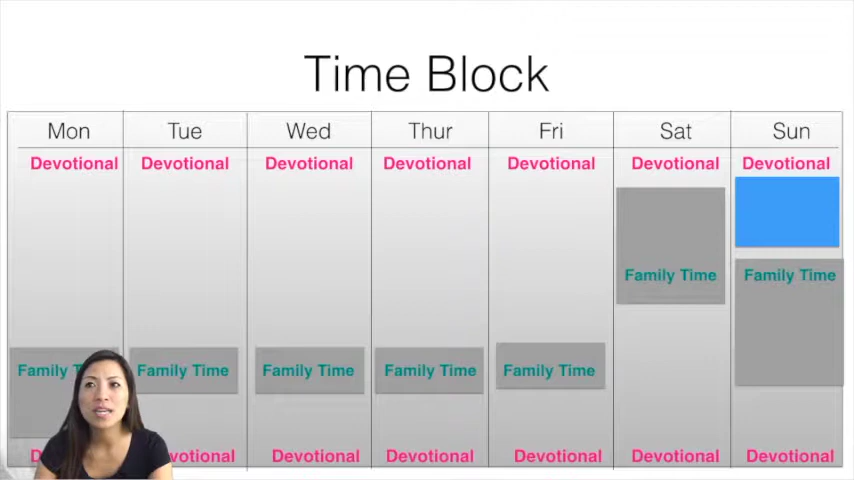 Time Block
Mon Tue Wed Thur Fri Sat Sun
Devotional Devotional Devotional Devotional Devotional Devotional Devotional
Family Time Family Time
Family Family Time Family Time Family Time Family Time
Devotional Devotional Devotional Devotional Devotional